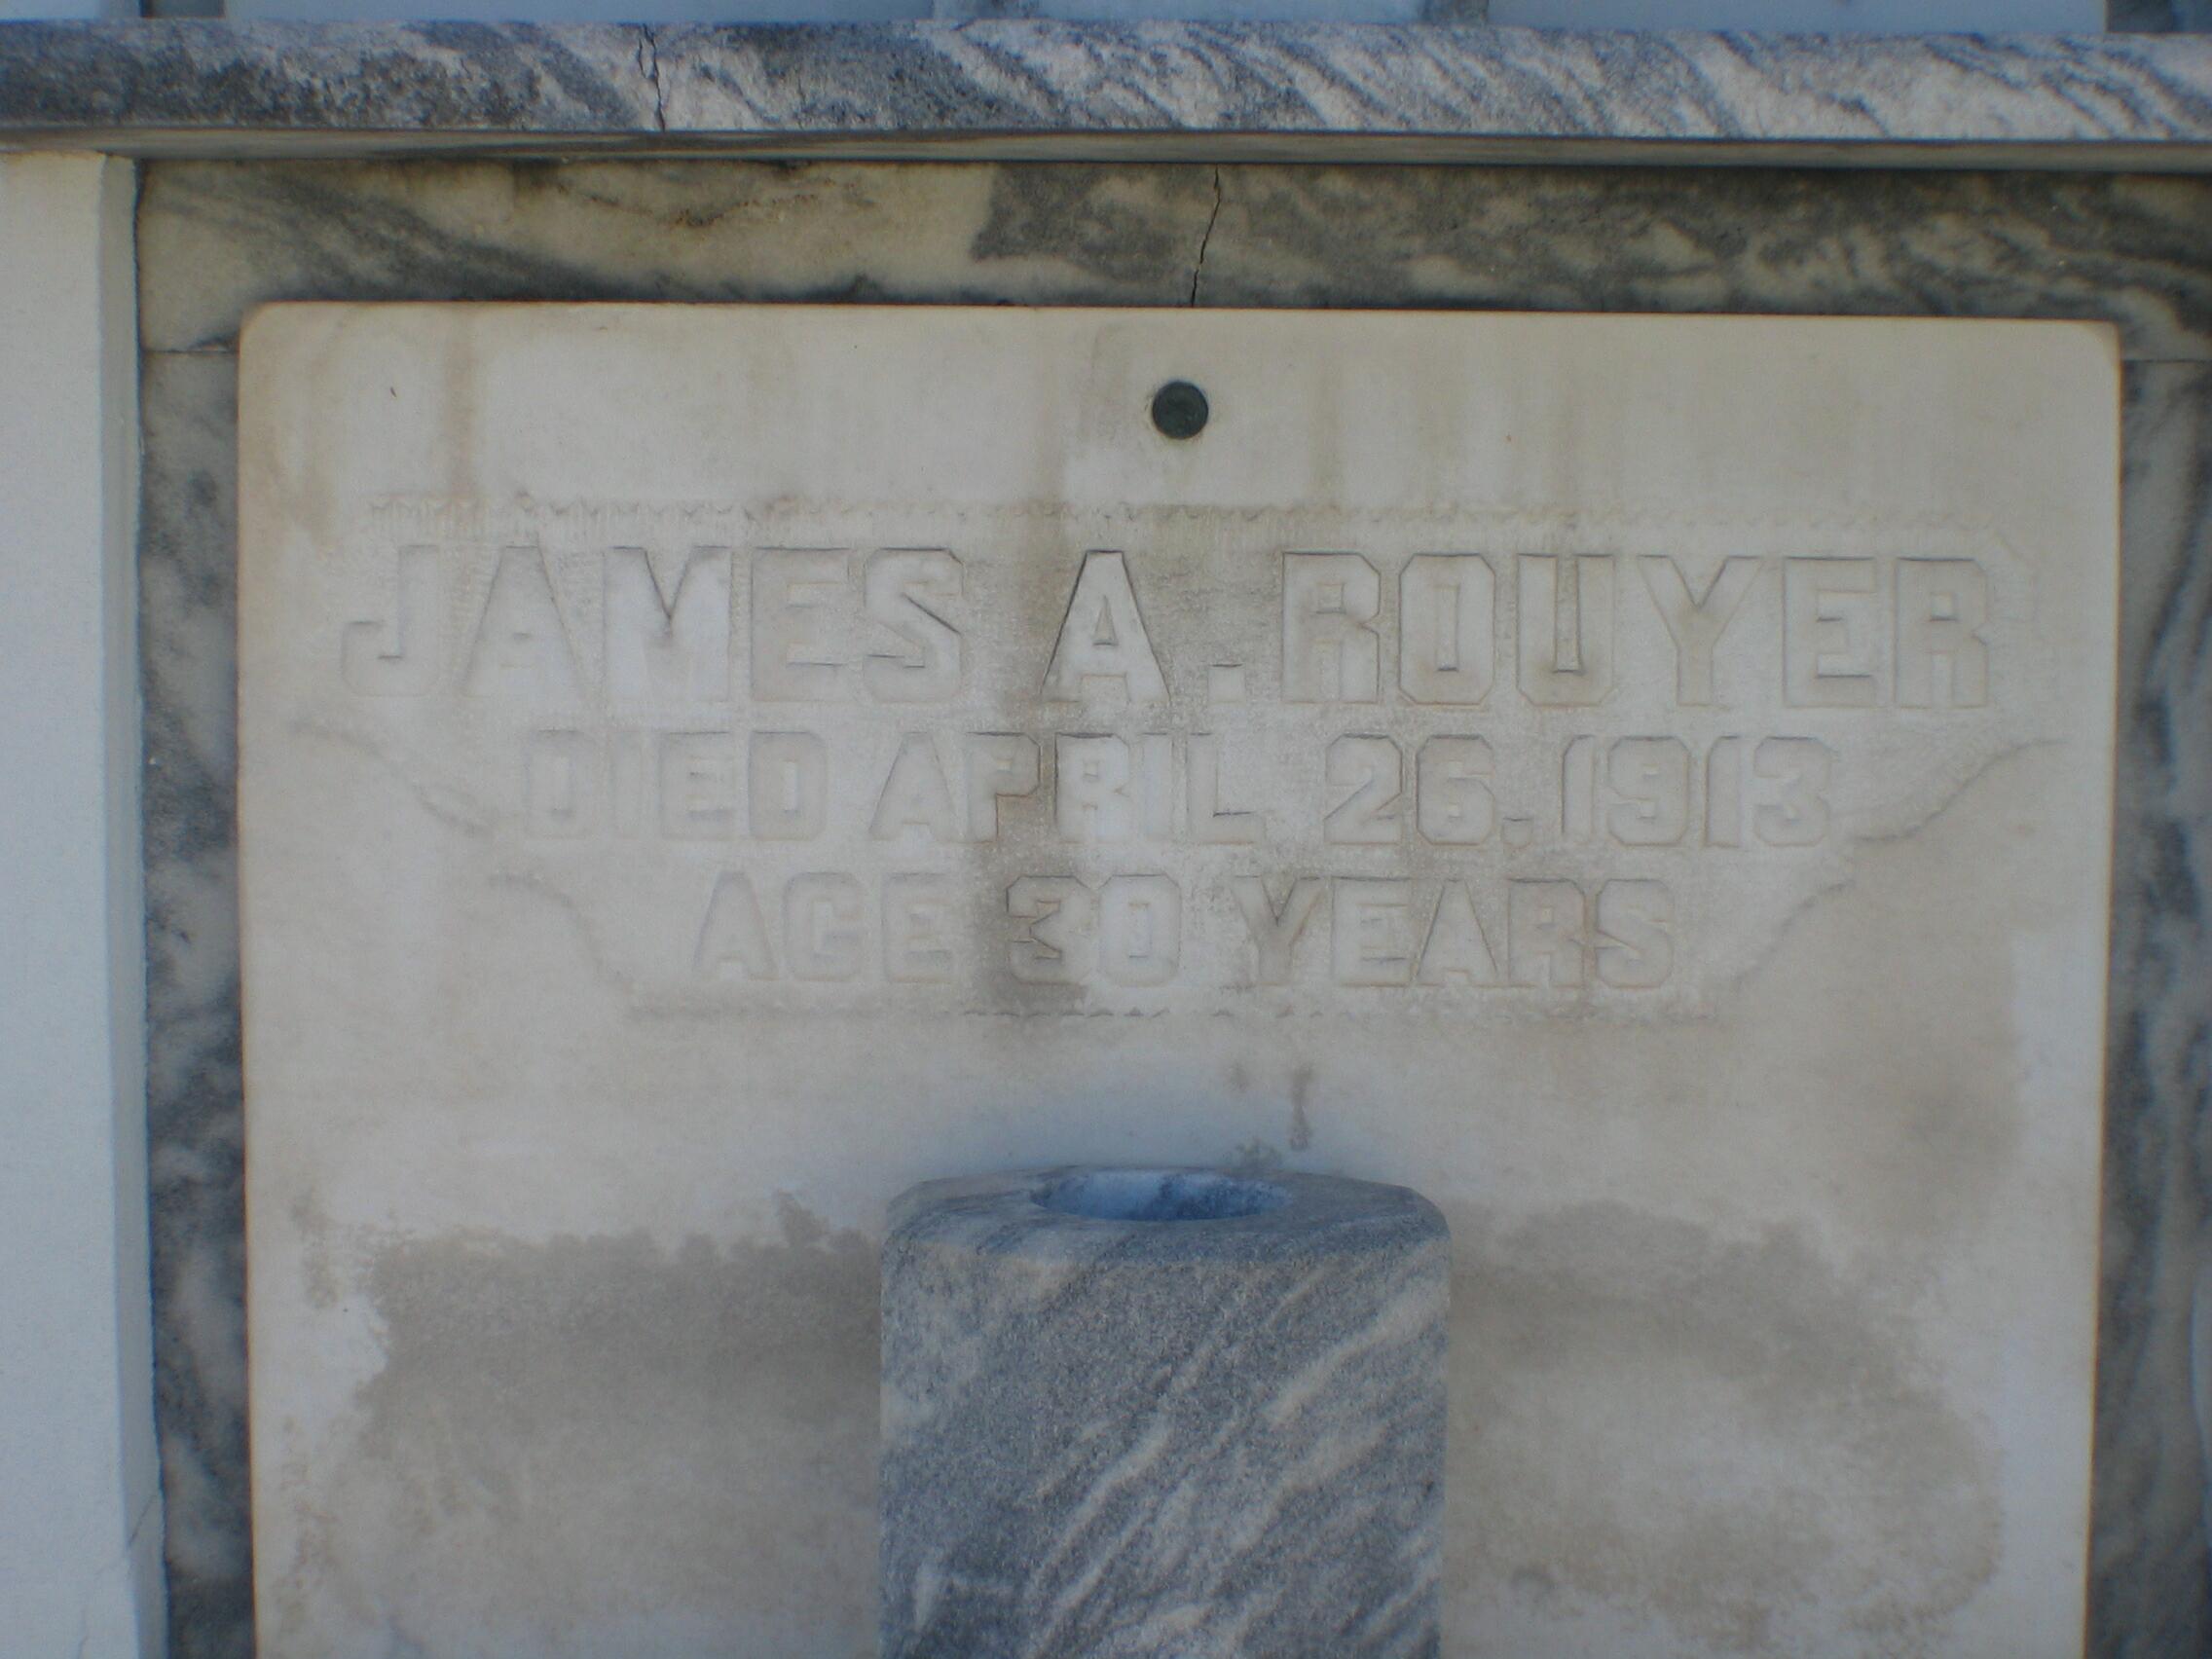 JAMES A. ROUYER
DIED APRIL 26, 1913
AGE 30 YEARS